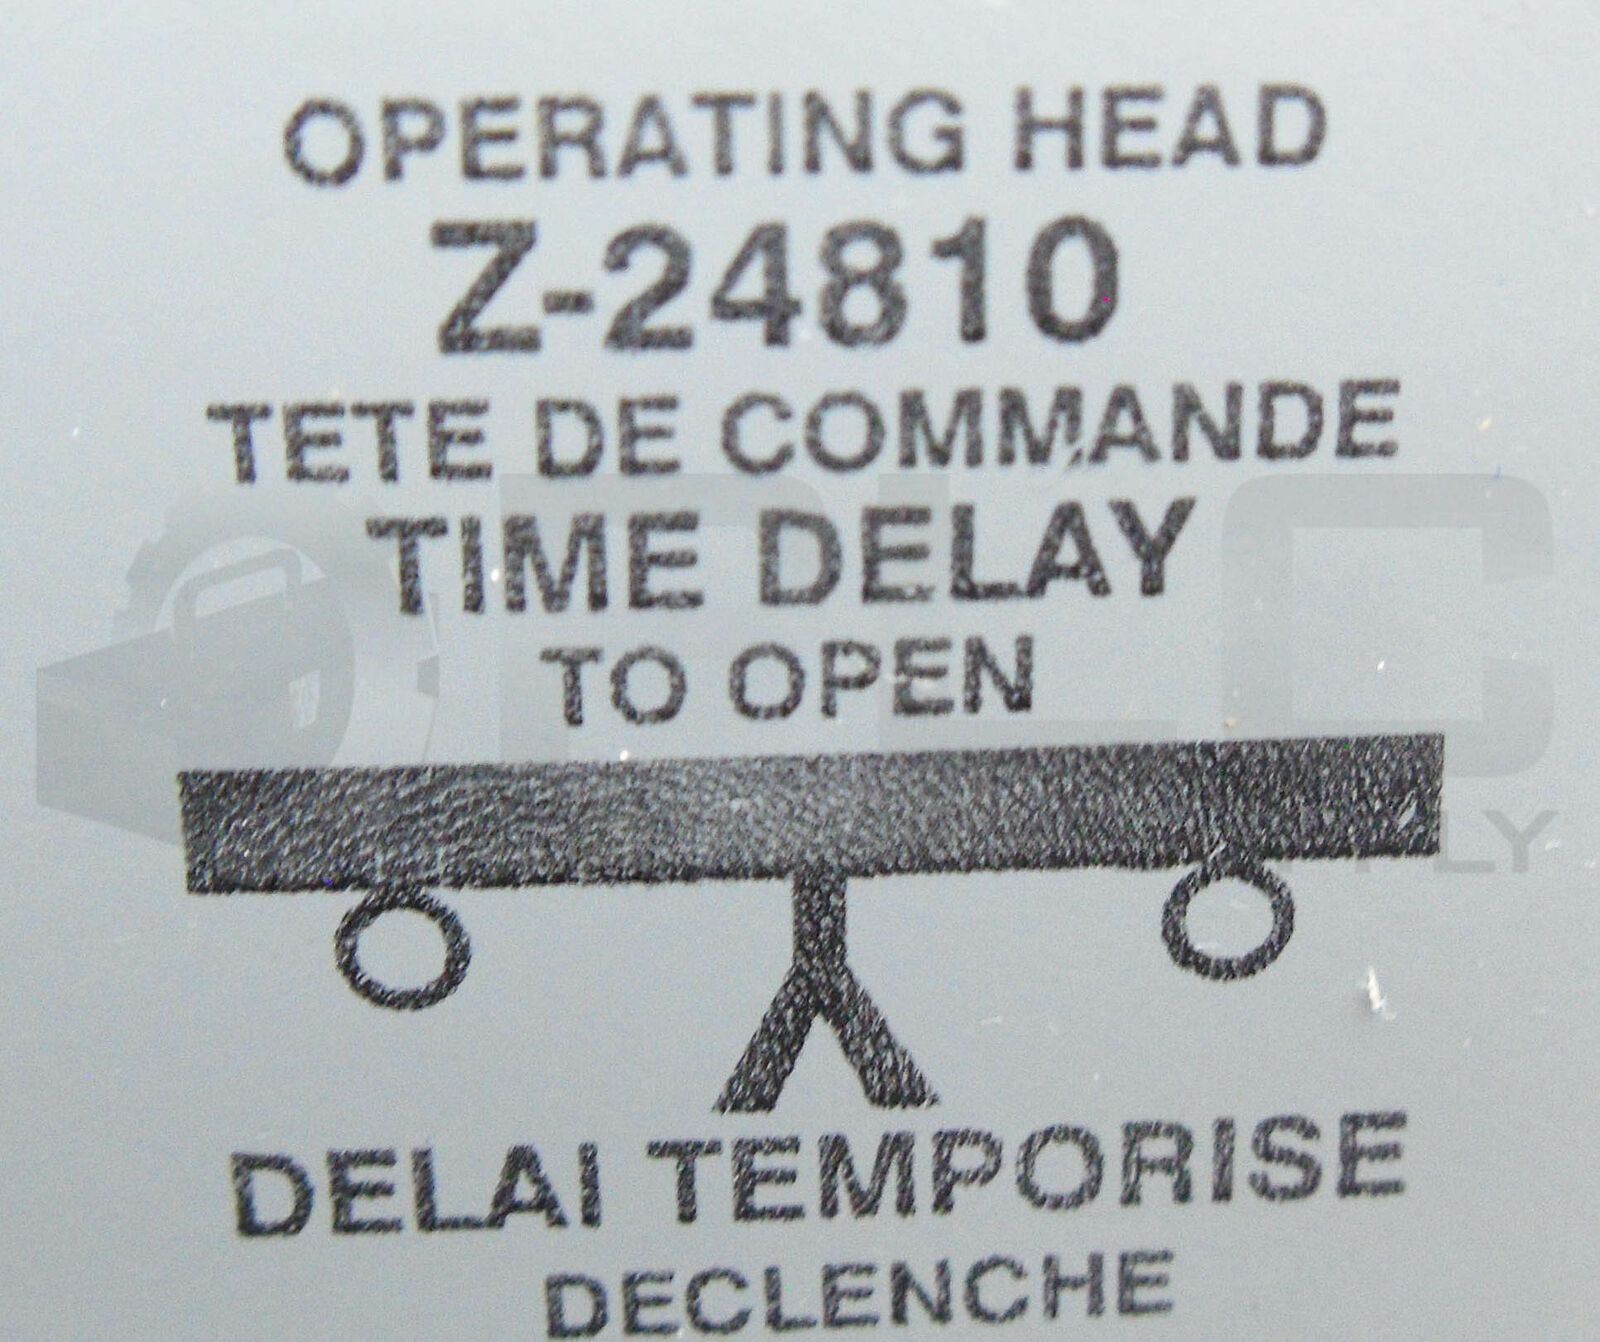 OPERATING HEAD
Z-24810
TETE DE COMMANDE
TIME DELAY
TO OPEN
DELAI TEMPORISE
DECLENCHE